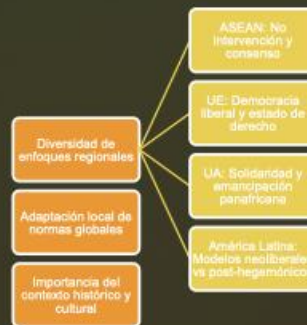 Diversidad de
enfoques regionales
Adaptación local de
normas globales
Importancia del
contexto histórico y
cultural
ASEAN: No
intervención y
consenso
UE: Democracia
liberal y estado de
derecho
UA: Solidaridad y
emancipación
panafricana
América Latina:
Modelos neoliberales
vs post-hegemónicos